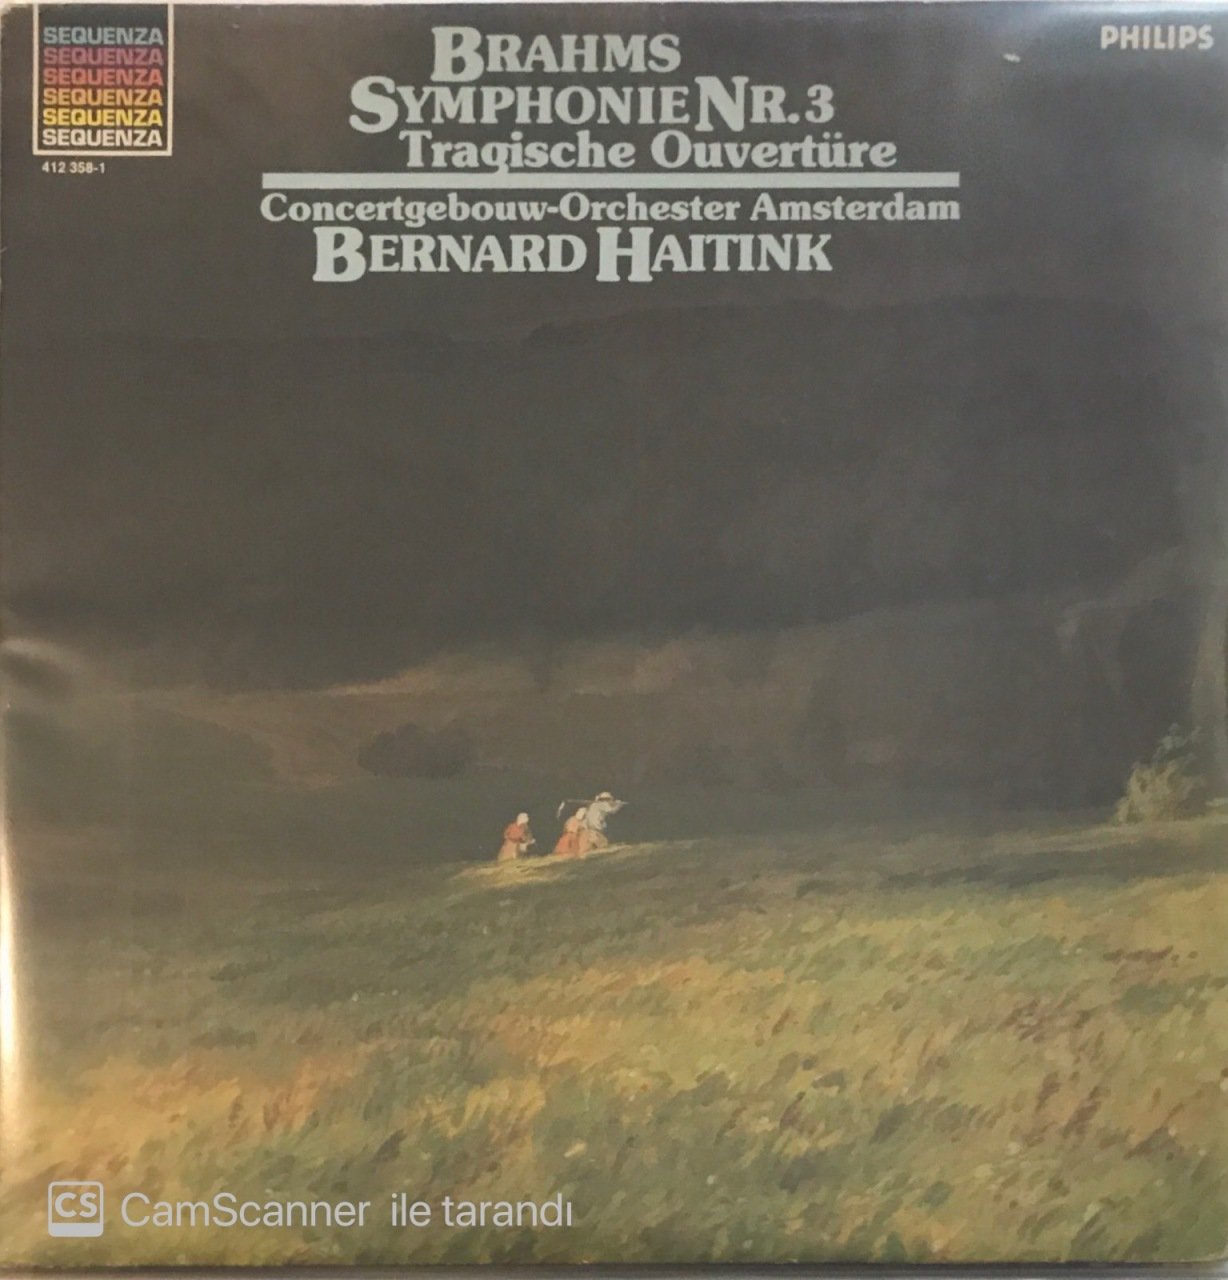 SEQUENZA
SEQUENZA
SEQUENZA
SEQUENZA
SEQUENZA
SEQUENZA
412 358-1
PHILIPS
BRAHMS
SYMPHONIE NR. 3
Tragische Ouvertüre
Concertgebouw-Orchester Amsterdam
BERNARD HAITINK
CS CamScanner ile tarandı